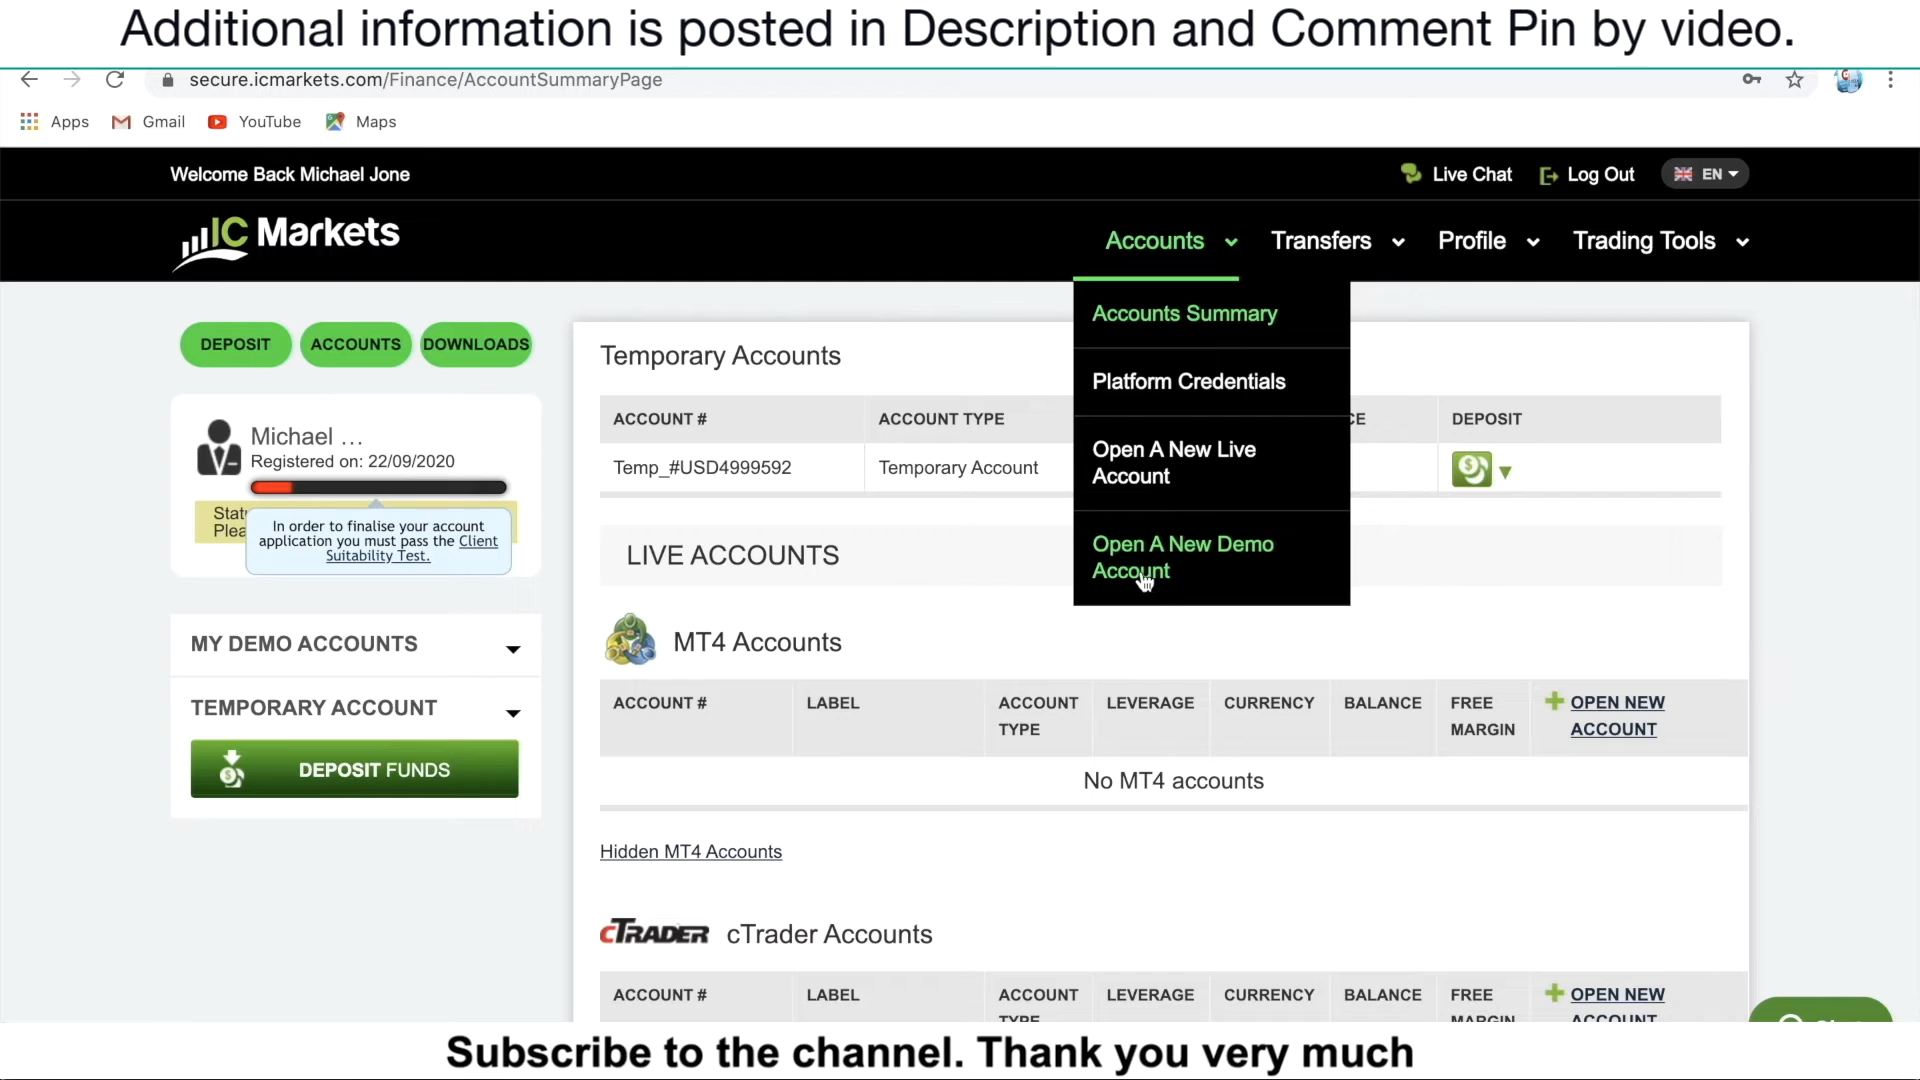 Additional information is posted in Description and Comment Pin by video.
secure.icmarkets.com/Finance/AccountSummaryPage
Apps Gmail YouTube Maps
Welcome Back Michael Jone
Live Chat Log Out EN
IC Markets
Accounts Transfers Profile Trading Tools
Accounts Summary
Platform Credentials
Open A New Live
Account
Open A New Demo
Account
DEPOSIT ACCOUNTS DOWNLOADS
Michael ...
Registered on: 22/09/2020
In order to finalise your account
application you must pass the Client
Suitability Test.
MY DEMO ACCOUNTS
TEMPORARY ACCOUNT
DEPOSIT FUNDS
Temporary Accounts
ACCOUNT # ACCOUNT TYPE DEPOSIT
Temp_#USD4999592 Temporary Account
LIVE ACCOUNTS
MT4 Accounts
ACCOUNT # LABEL ACCOUNT TYPE LEVERAGE CURRENCY BALANCE FREE MARGIN OPEN NEW ACCOUNT
No MT4 accounts
Hidden MT4 Accounts
cTRADER cTrader Accounts
ACCOUNT # LABEL ACCOUNT TYPE LEVERAGE CURRENCY BALANCE FREE MARGIN OPEN NEW ACCOUNT
Subscribe to the channel. Thank you very much